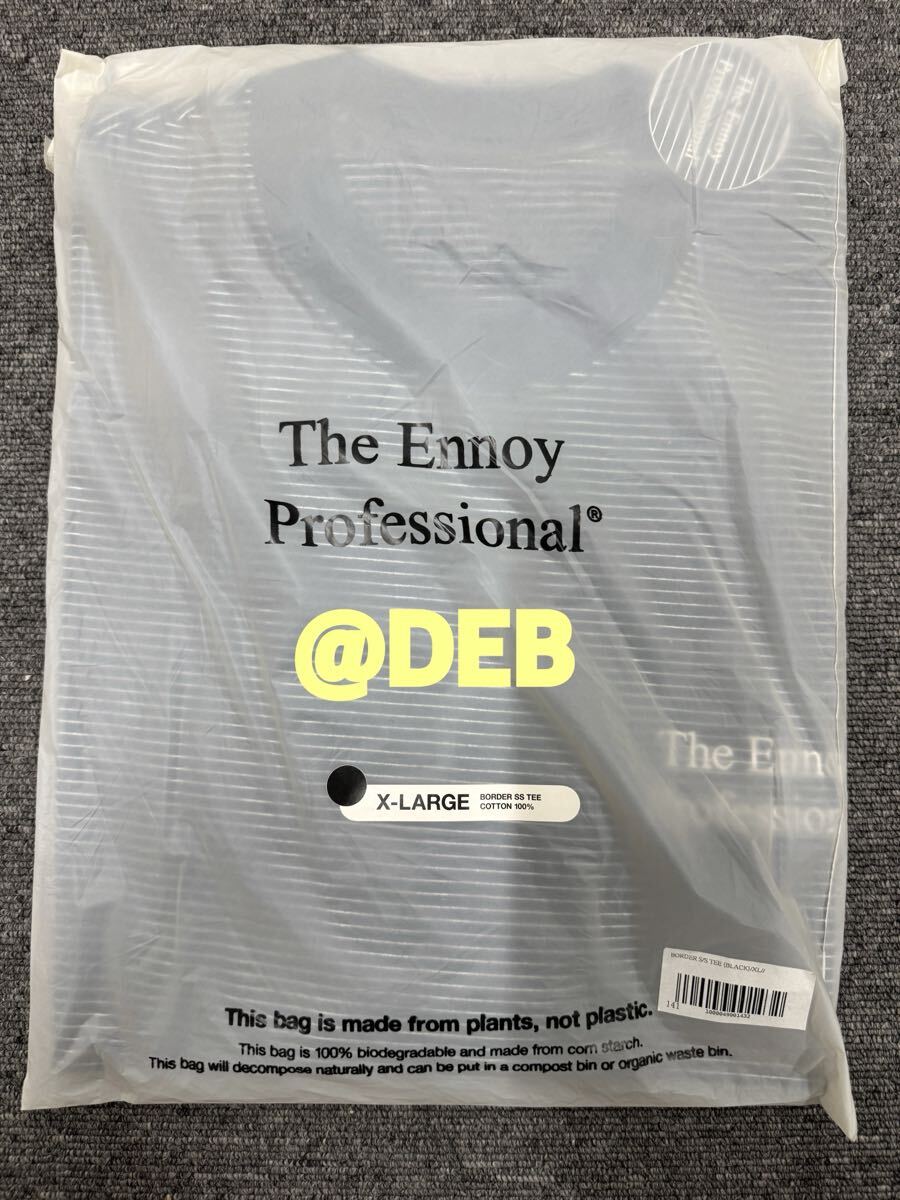 The Ennoy
Professional
The Ennoy
Professional®
@DEB
The Enn
X-LARGE BORDER SS TEE
COTTON 100%
BORDER S/S TEE (BLACK)/XL//
141
1000049001432
This bag is made from plants, not plastic.
This bag is 100% biodegradable and made from corn starch.
This bag will decompose naturally and can be put in a compost bin or organic waste bin.